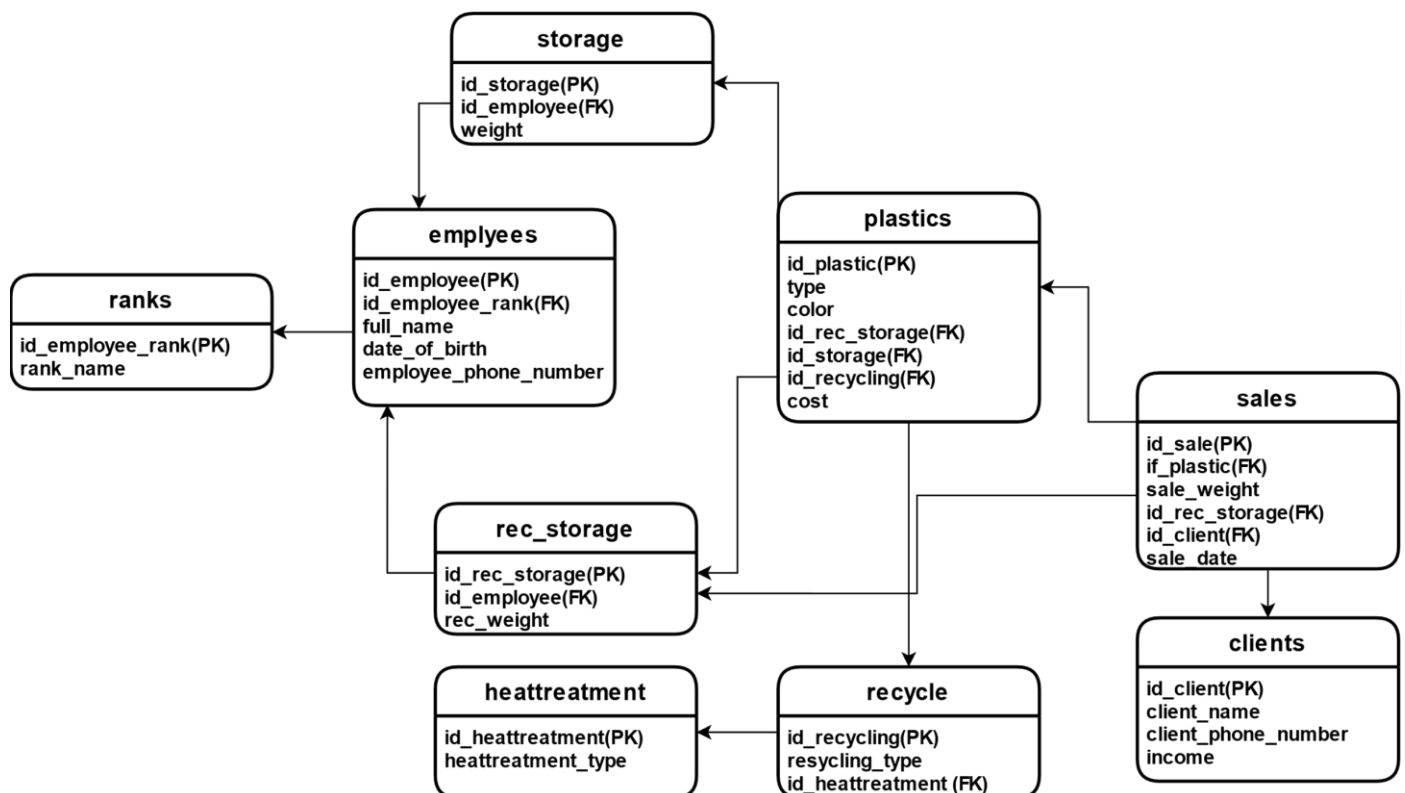 storage
id_storage(PK)
id_employee(FK)
weight
emplyees
id_employee(PK)
id_employee_rank(FK)
full_name
date_of_birth
employee_phone_number
ranks
id_employee_rank(PK)
rank_name
plastics
id_plastic(PK)
type
color
id_rec_storage(FK)
id_storage(FK)
id_recycling(FK)
cost
sales
id_sale(PK)
if_plastic(FK)
sale_weight
id_rec_storage(FK)
id_client(FK)
sale_date
rec_storage
id_rec_storage(PK)
id_employee(FK)
rec_weight
heattreatment
id_heattreatment(PK)
heattreatment_type
recycle
id_recycling(PK)
resycling_type
id_heattreatment (FK)
clients
id_client(PK)
client_name
client_phone_number
income